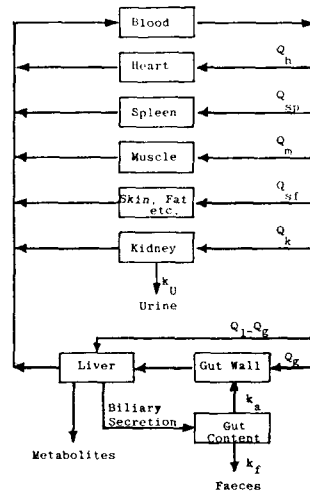 Blood
Heart
Q h
Spleen
Q sp
Muscle
Q m
Skin, Fat
etc.
Q sf
Kidney
Q k
k U
Urine
Q l-Q g
Liver
Gut Wall
Q g
Biliary
Secretion
k a
Gut
Content
Metabolites
k f
Faeces